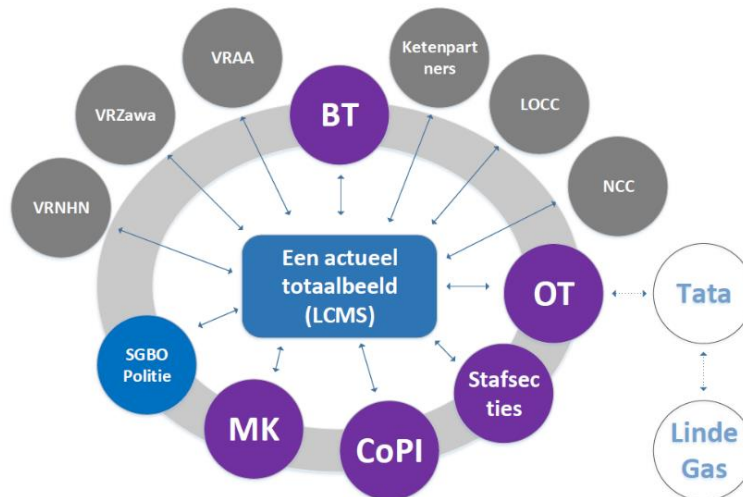 VRAA
Ketenpart
ners
VRZawa
BT
LOCC
VRNHN
NCC
Een actueel
totaalbeeld
(LCMS)
OT
Tata
SGBO
Politie
Stafsec
ties
MK
CoPI
Linde
Gas